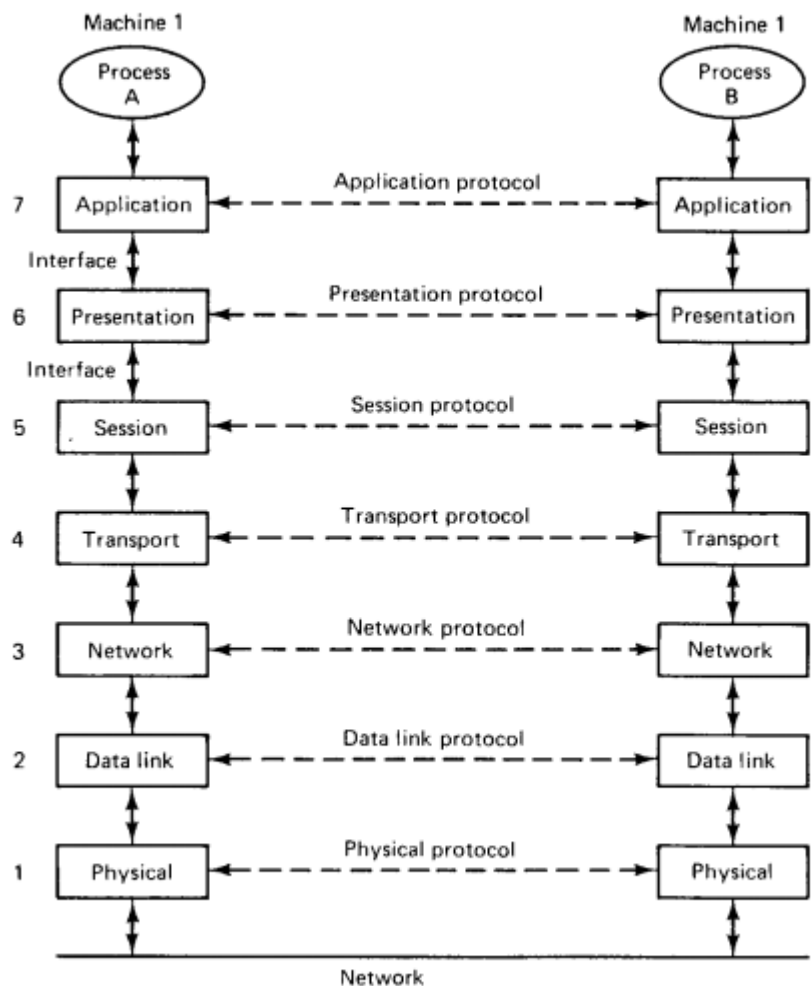 Machine 1
Machine 1
Process
A
Process
B
Application protocol
7
Application
Application
Interface
Presentation protocol
6
Presentation
Presentation
Interface
Session protocol
5
Session
Session
Transport protocol
4
Transport
Transport
Network protocol
3
Network
Network
Data link protocol
2
Data link
Data link
Physical protocol
1
Physical
Physical
Network